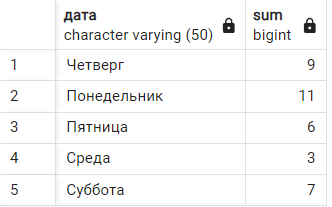 дата sum
character varying (50) bigint
1 Четверг 9
2 Понедельник 11
3 Пятница 6
4 Среда 3
5 Суббота 7